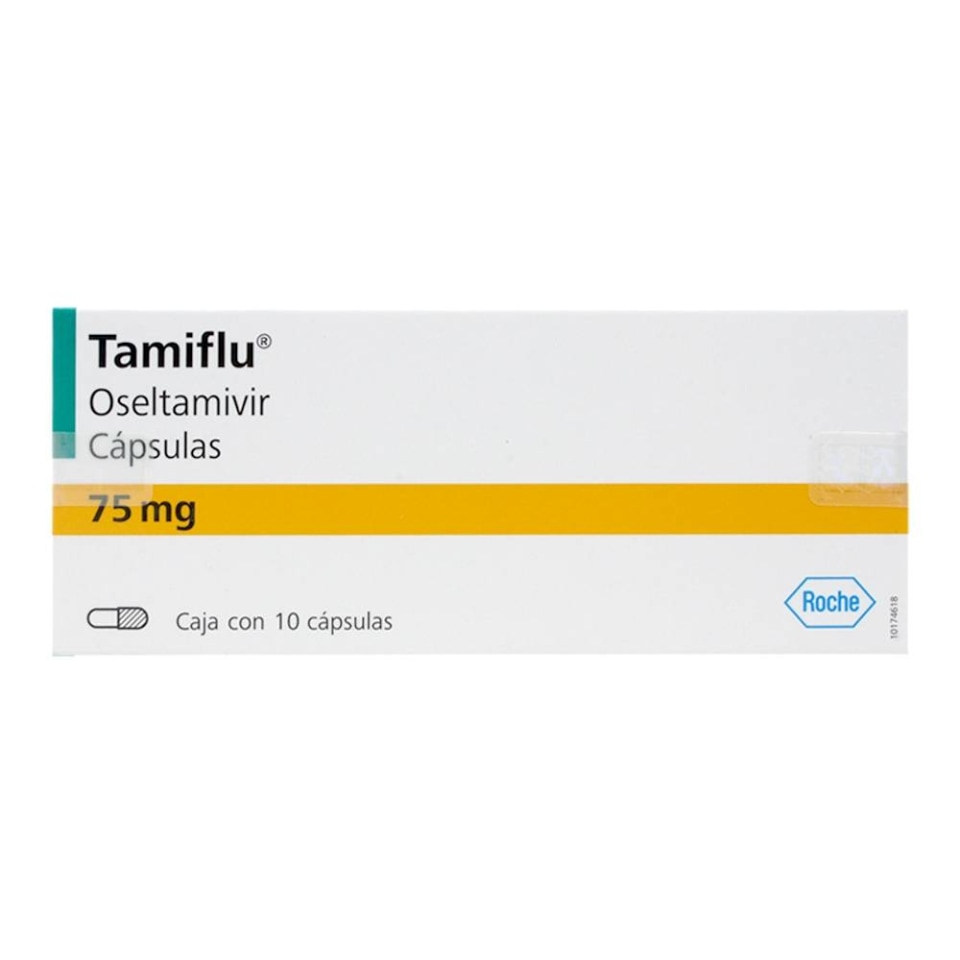 Tamiflu®
Oseltamivir
Cápsulas
75 mg
Caja con 10 cápsulas
Roche
10174618